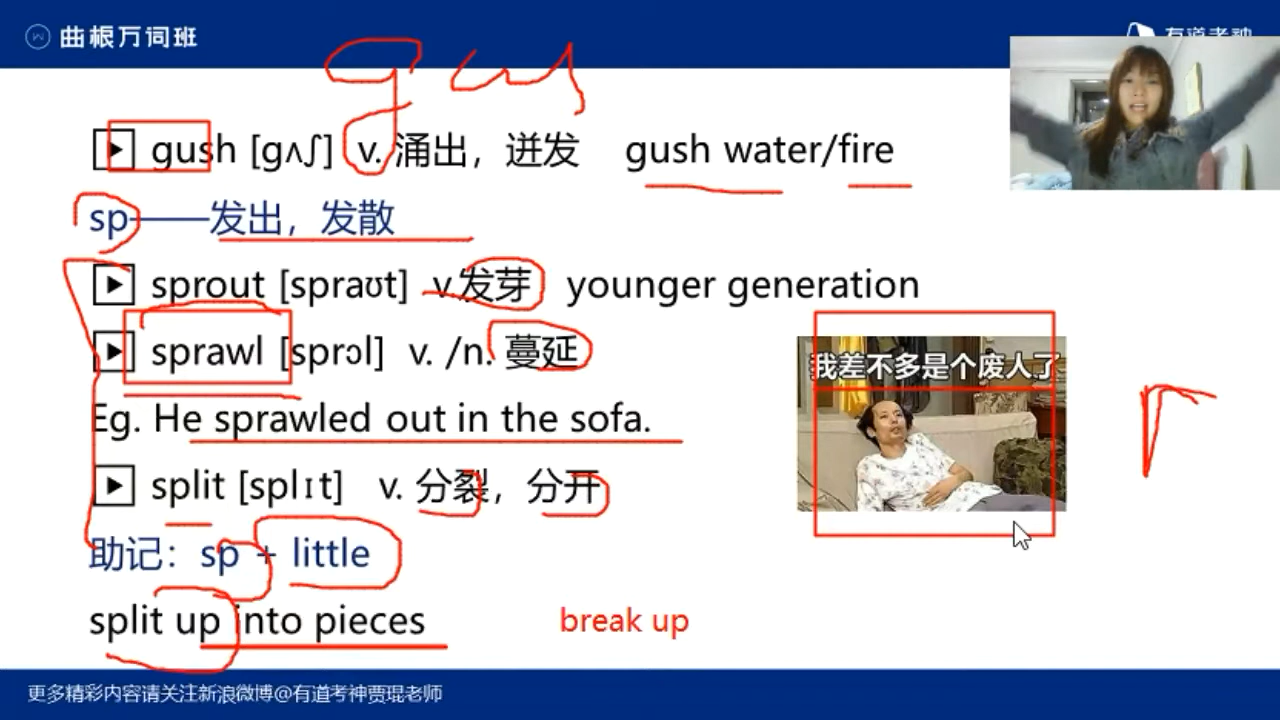 曲根万词班
有道考神
gus
gush [gʌʃ] v. 涌出，迸发 gush water/fire
sp——发出，发散
sprout [spraʊt] v.发芽 younger generation
sprawl [sprɔl] v. /n. 蔓延
我差不多是个废人了
Eg. He sprawled out in the sofa.
split [splɪt] v. 分裂，分开
助记：sp + little
split up into pieces break up
更多精彩内容请关注新浪微博@有道考神贾琨老师